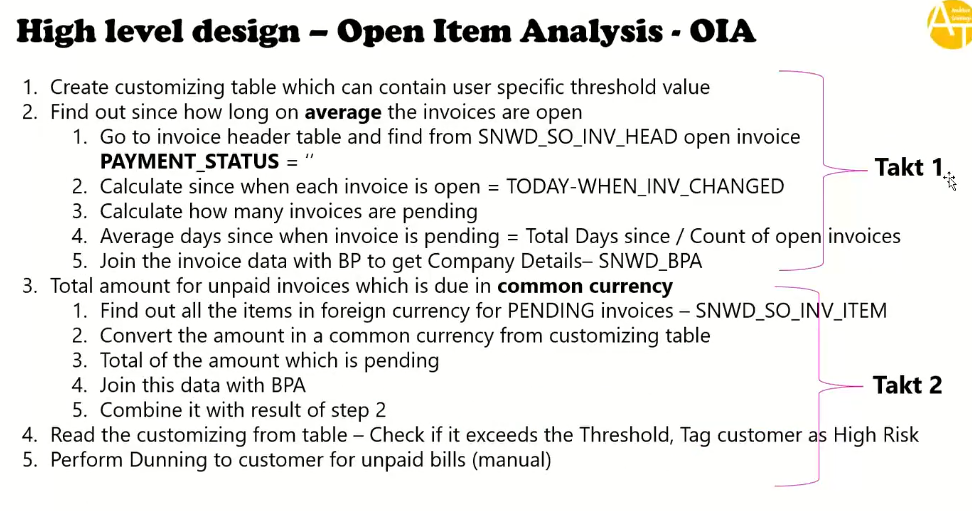 High level design – Open Item Analysis - OIA
1. Create customizing table which can contain user specific threshold value
2. Find out since how long on average the invoices are open
1. Go to invoice header table and find from SNWD_SO_INV_HEAD open invoice
PAYMENT_STATUS = ‘’
2. Calculate since when each invoice is open = TODAY-WHEN_INV_CHANGED
3. Calculate how many invoices are pending
4. Average days since when invoice is pending = Total Days since / Count of open invoices
5. Join the invoice data with BP to get Company Details– SNWD_BPA
Takt 1
3. Total amount for unpaid invoices which is due in common currency
1. Find out all the items in foreign currency for PENDING invoices – SNWD_SO_INV_ITEM
2. Convert the amount in a common currency from customizing table
3. Total of the amount which is pending
4. Join this data with BPA
5. Combine it with result of step 2
4. Read the customizing from table – Check if it exceeds the Threshold, Tag customer as High Risk
5. Perform Dunning to customer for unpaid bills (manual)
Takt 2
AT